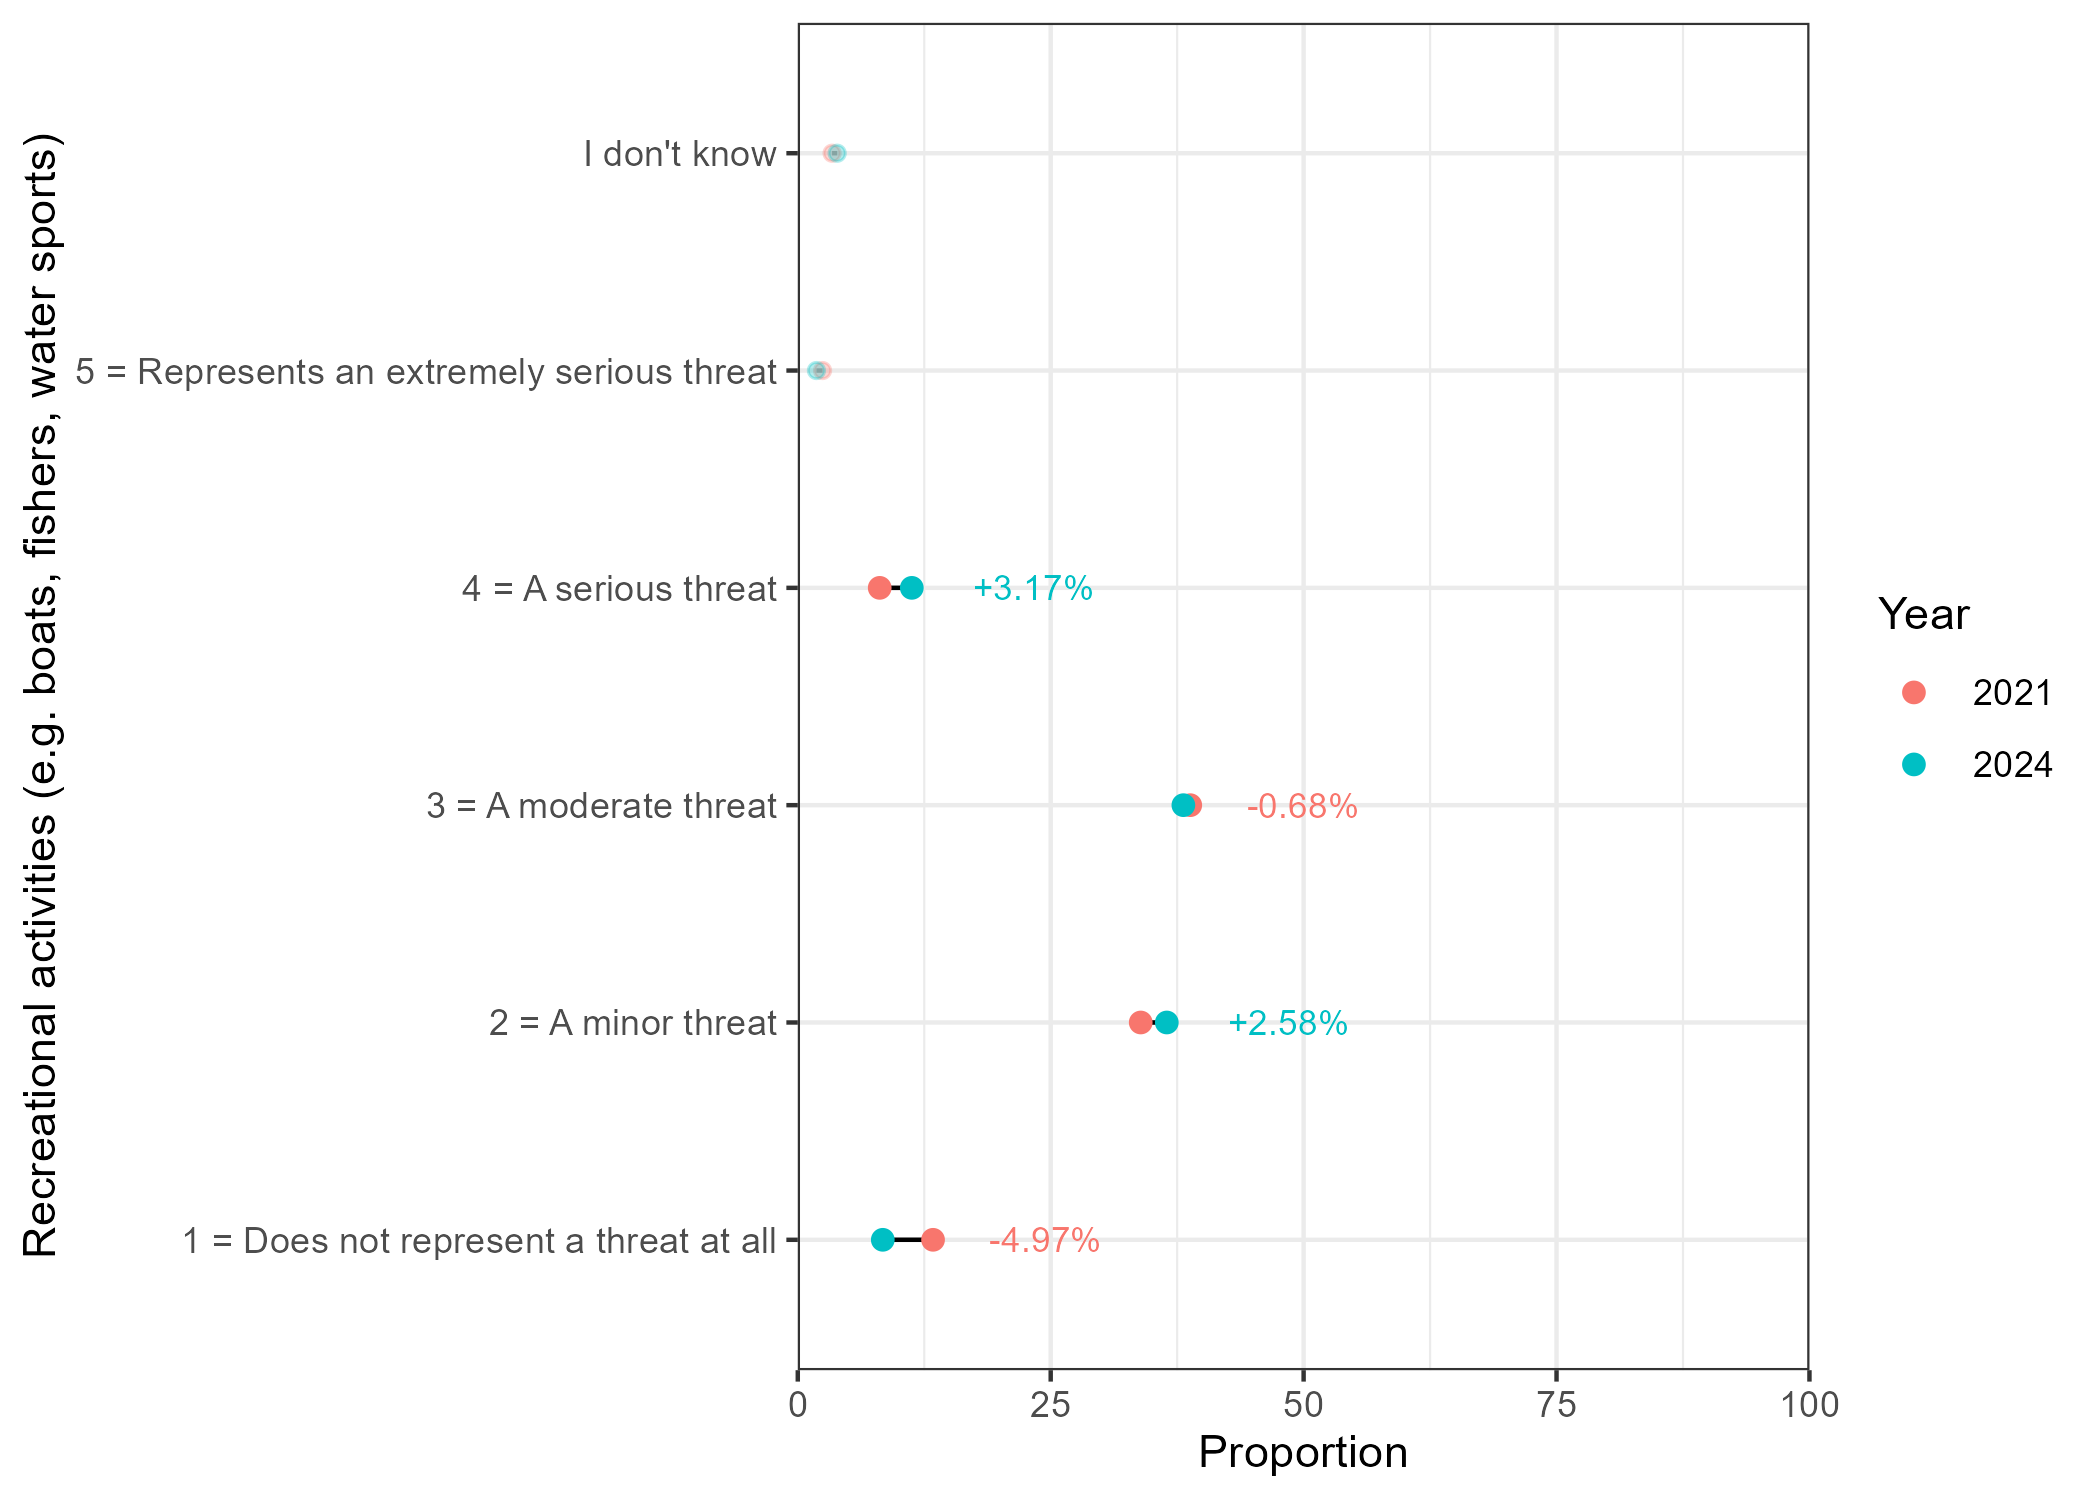 Recreational activities (e.g. boats, fishers, water sports)
I don't know
5 = Represents an extremely serious threat
4 = A serious threat
+3.17%
3 = A moderate threat
-0.68%
2 = A minor threat
+2.58%
1 = Does not represent a threat at all
-4.97%
0
25
50
75
100
Proportion
Year
2021
2024